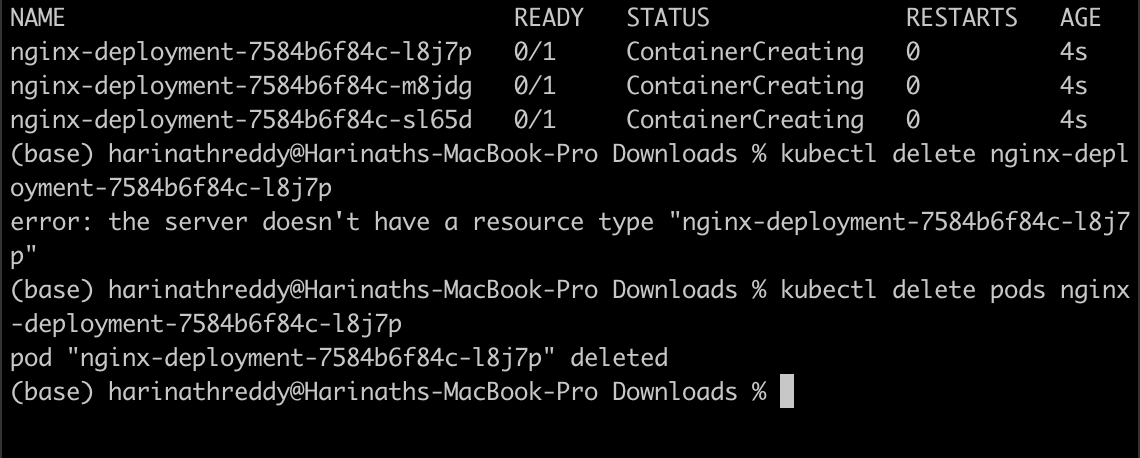 NAME READY STATUS RESTARTS AGE
nginx-deployment-7584b6f84c-l8j7p 0/1 ContainerCreating 0 4s
nginx-deployment-7584b6f84c-m8jdg 0/1 ContainerCreating 0 4s
nginx-deployment-7584b6f84c-sl65d 0/1 ContainerCreating 0 4s
(base) harinathreddy@Harinaths-MacBook-Pro Downloads % kubectl delete nginx-depl
oyment-7584b6f84c-l8j7p
error: the server doesn't have a resource type "nginx-deployment-7584b6f84c-l8j7
p"
(base) harinathreddy@Harinaths-MacBook-Pro Downloads % kubectl delete pods nginx
-deployment-7584b6f84c-l8j7p
pod "nginx-deployment-7584b6f84c-l8j7p" deleted
(base) harinathreddy@Harinaths-MacBook-Pro Downloads %